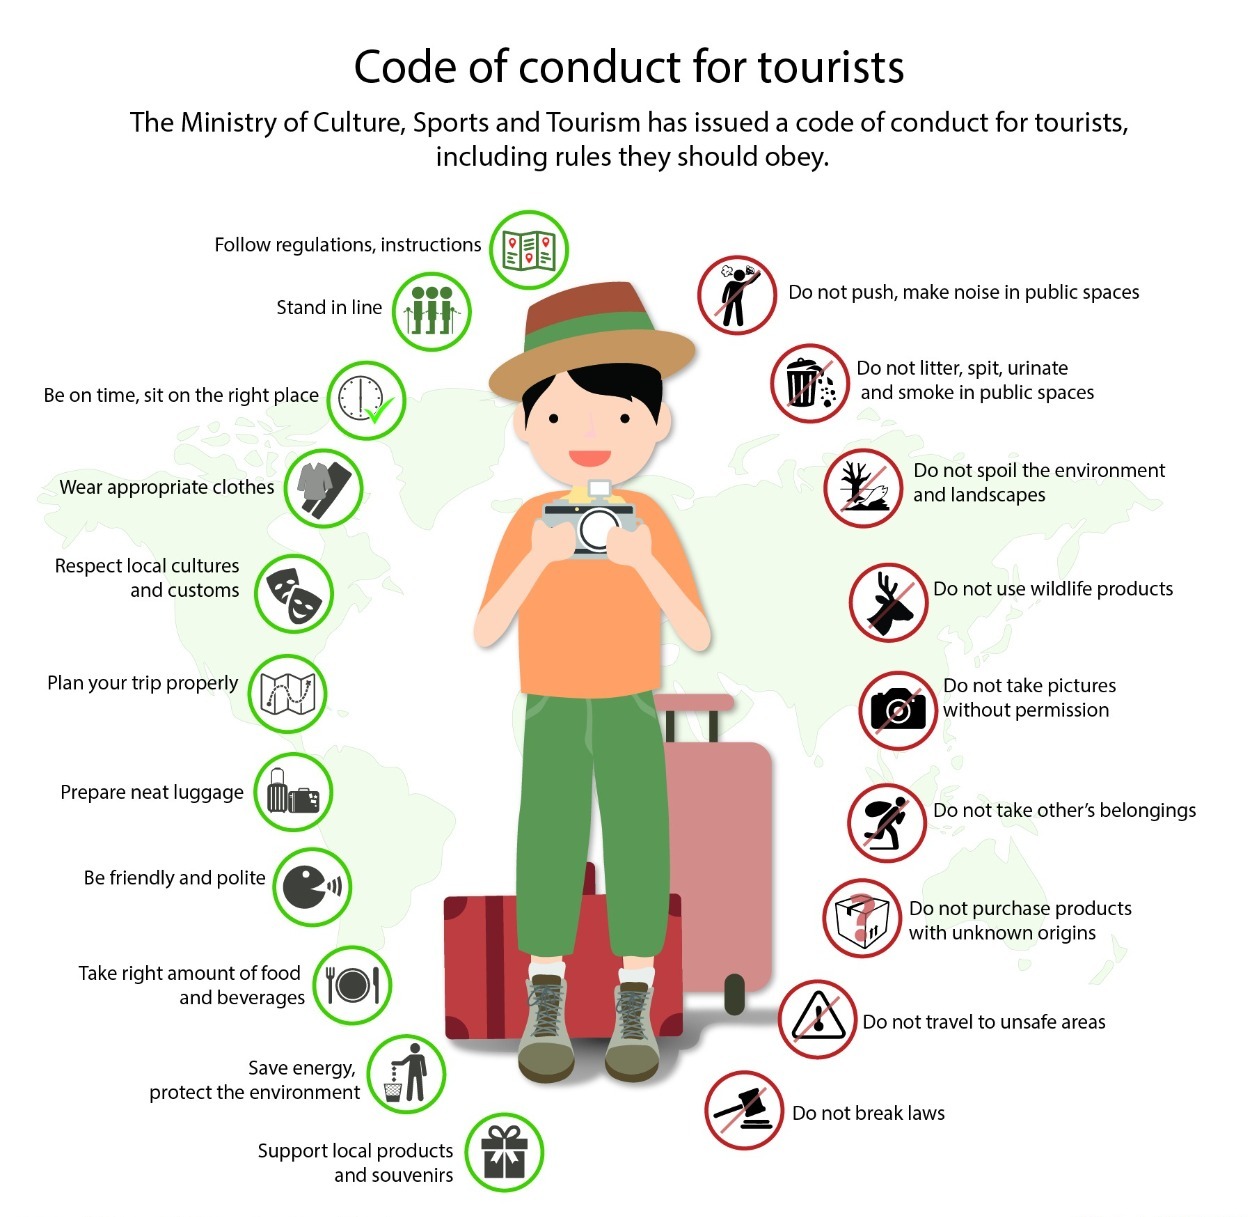 Code of conduct for tourists
The Ministry of Culture, Sports and Tourism has issued a code of conduct for tourists,
including rules they should obey.
Follow regulations, instructions
Stand in line
Be on time, sit on the right place
Wear appropriate clothes
Respect local cultures
and customs
Plan your trip properly
Prepare neat luggage
Be friendly and polite
Take right amount of food
and beverages
Save energy,
protect the environment
Support local products
and souvenirs
Do not push, make noise in public spaces
Do not litter, spit, urinate
and smoke in public spaces
Do not spoil the environment
and landscapes
Do not use wildlife products
Do not take pictures
without permission
Do not take other’s belongings
?
Do not purchase products
with unknown origins
Do not travel to unsafe areas
Do not break laws